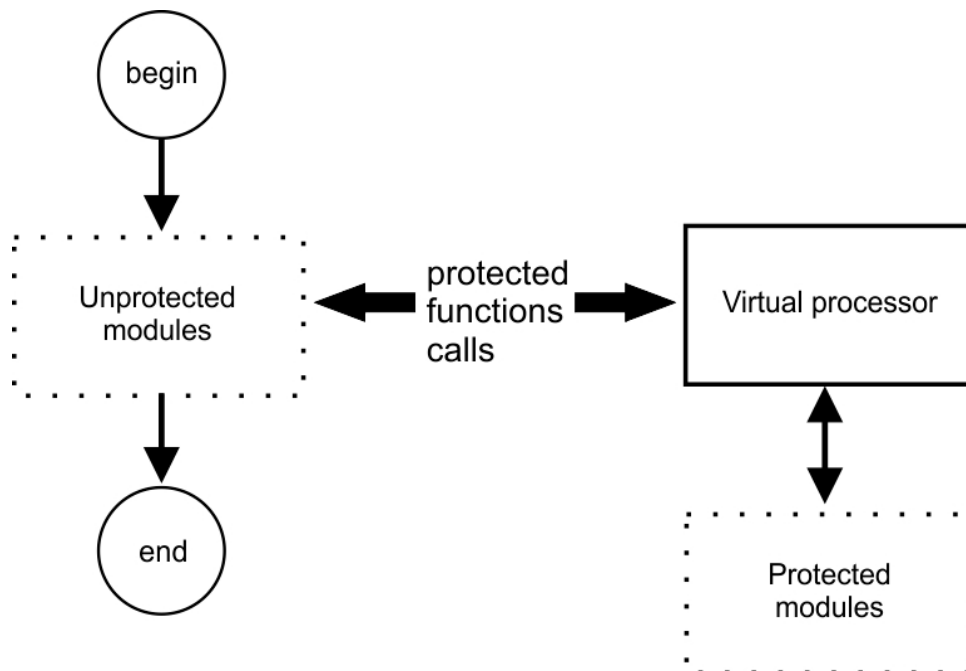 begin
Unprotected
modules
protected
functions
calls
Virtual processor
end
Protected
modules